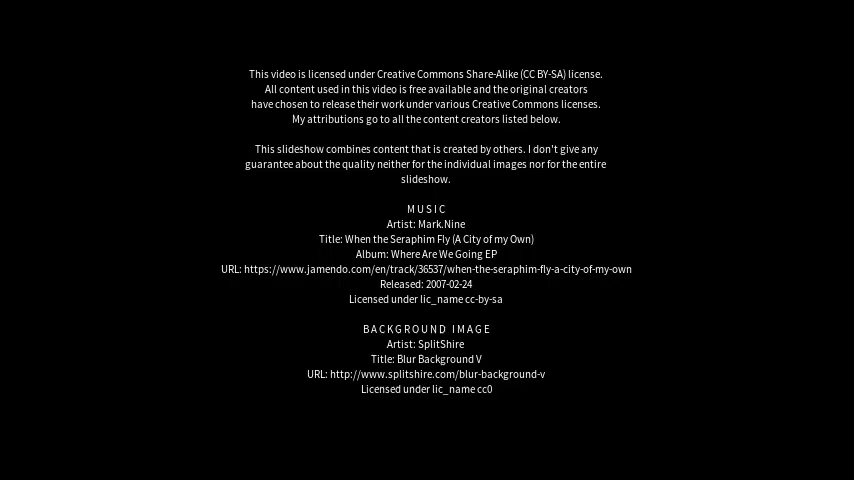 This video is licensed under Creative Commons Share-Alike (CC BY-SA) license.
All content used in this video is free available and the original creators
have chosen to release their work under various Creative Commons licenses.
My attributions go to all the content creators listed below.
This slideshow combines content that is created by others. I don't give any
guarantee about the quality neither for the individual images nor for the entire
slideshow.
MUSIC
Artist: Mark.Nine
Title: When the Seraphim Fly (A City of my Own)
Album: Where Are We Going EP
URL: https://www.jamendo.com/en/track/36537/when-the-seraphim-fly-a-city-of-my-own
Released: 2007-02-24
Licensed under lic_name cc-by-sa
BACKGROUND IMAGE
Artist: SplitShire
Title: Blur Background V
URL: http://www.splitshire.com/blur-background-v
Licensed under lic_name cc0